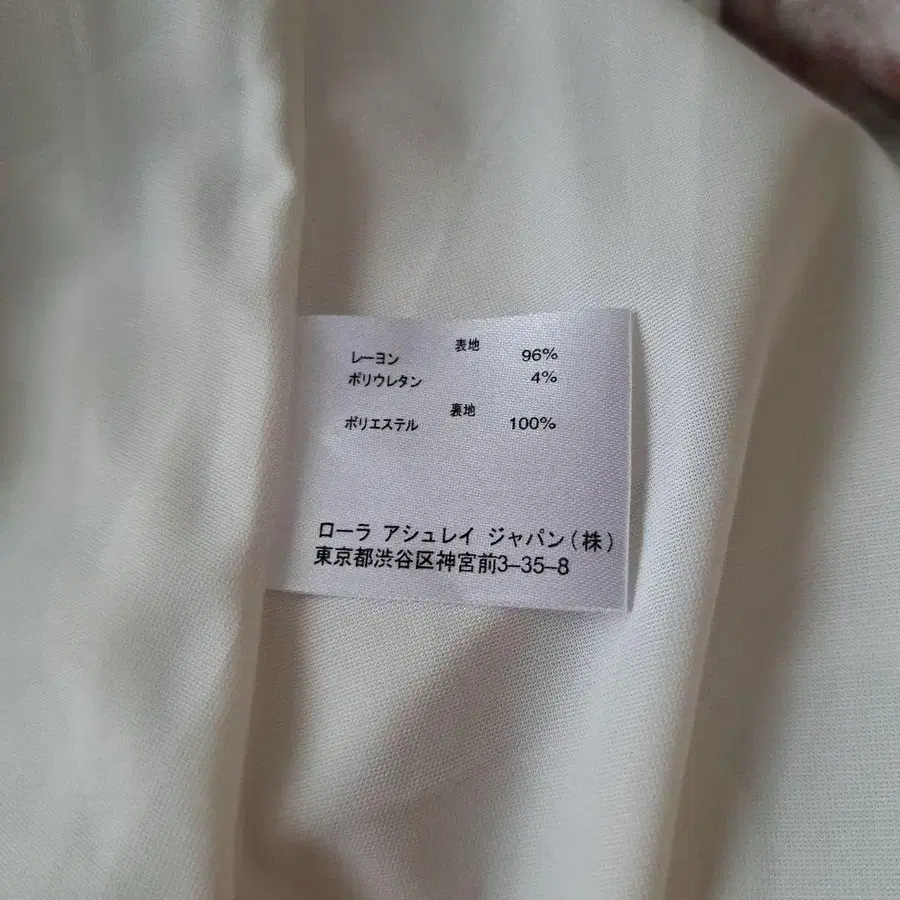 表地
レーヨン 96%
ポリウレタン 4%
裏地
ポリエステル 100%
ローラ アシュレイ ジャパン(株)
東京都渋谷区神宮前3-35-8